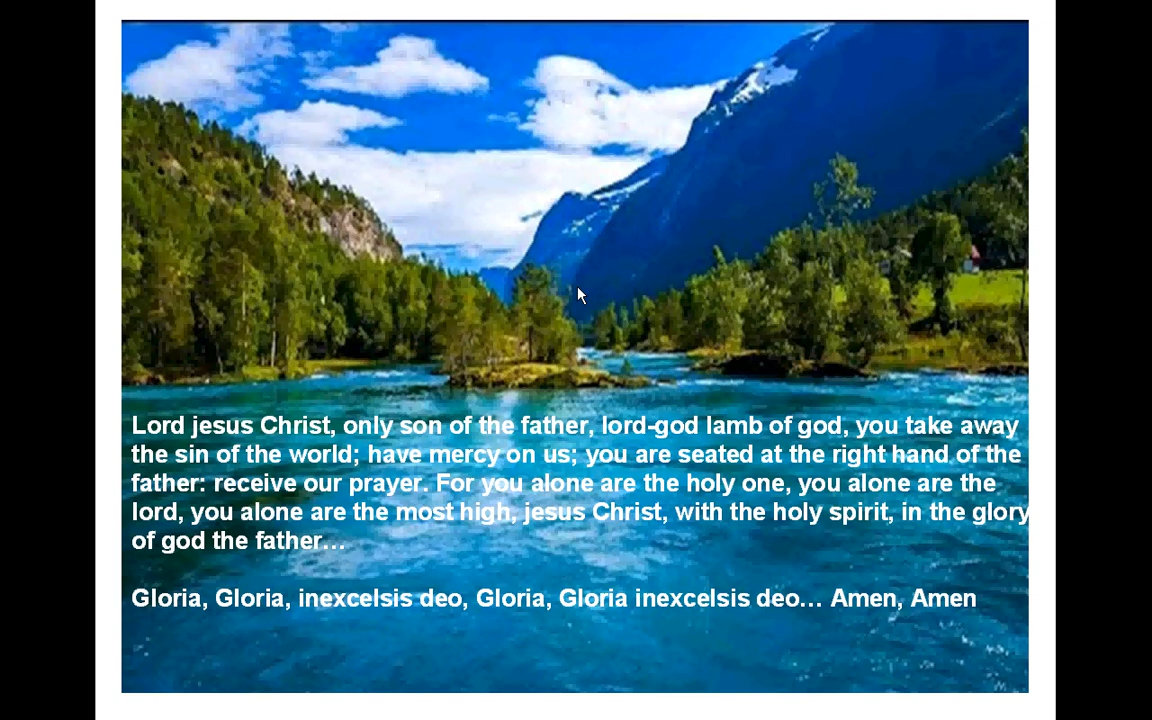 Lord jesus Christ, only son of the father, lord-god lamb of god, you take away
the sin of the world; have mercy on us; you are seated at the right hand of the
father: receive our prayer. For you alone are the holy one, you alone are the
lord, you alone are the most high, jesus Christ, with the holy spirit, in the glory
of god the father…
Gloria, Gloria, inexcelsis deo, Gloria, Gloria inexcelsis deo… Amen, Amen